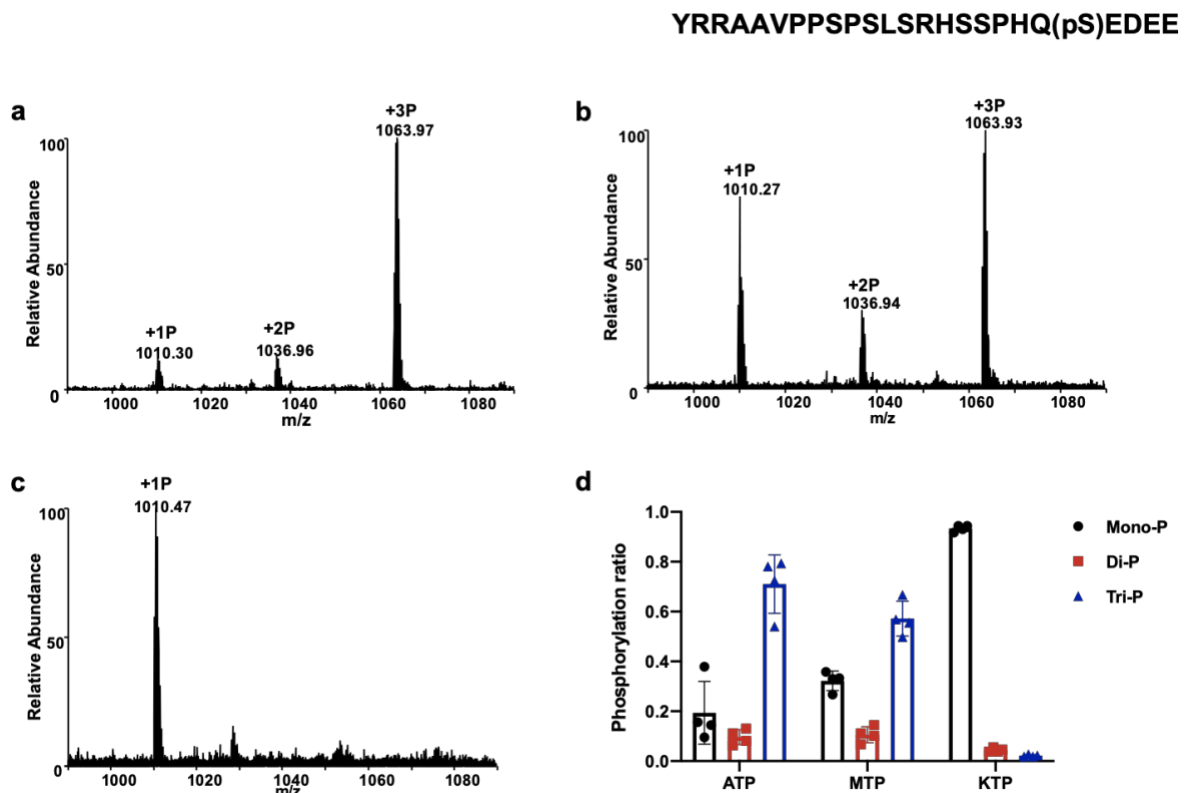 YRRAAVPPSPSLSRHSSPHQ(pS)EDEE
a
+3P
1063.97
100
50
0
Relative Abundance
+1P
1010.30
+2P
1036.96
1000 1020 1040 1060 1080
m/z
b
+3P
1063.93
100
50
0
Relative Abundance
+1P
1010.27
+2P
1036.94
1000 1020 1040 1060 1080
m/z
c
+1P
1010.47
100
50
0
Relative Abundance
1000 1020 1040 1060 1080
m/z
d
1.0
0.8
0.6
0.4
0.2
0.0
Phosphorylation ratio
ATP MTP KTP
Mono-P
Di-P
Tri-P